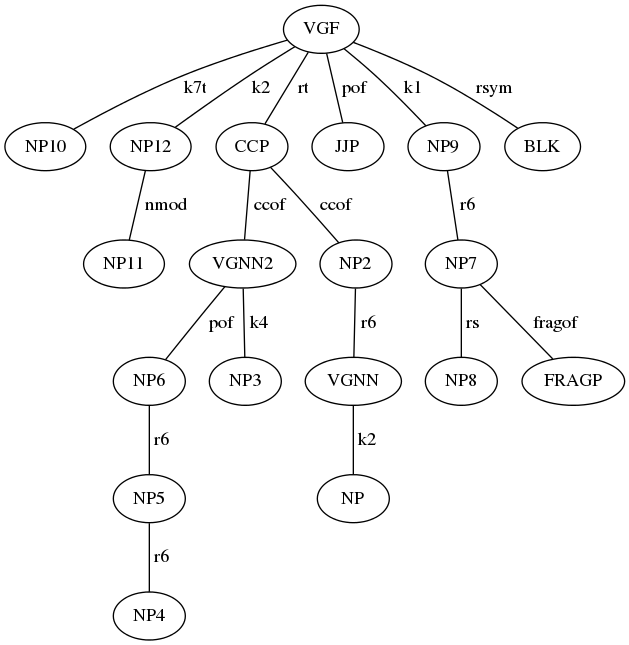 VGF
k7t k2 rt pof k1 rsym
NP10 NP12 CCP JJP NP9 BLK
nmod ccof ccof r6
NP11 VGNN2 NP2 NP7
pof k4 r6 rs fragof
NP6 NP3 VGNN NP8 FRAGP
r6 k2
NP5 NP
r6
NP4